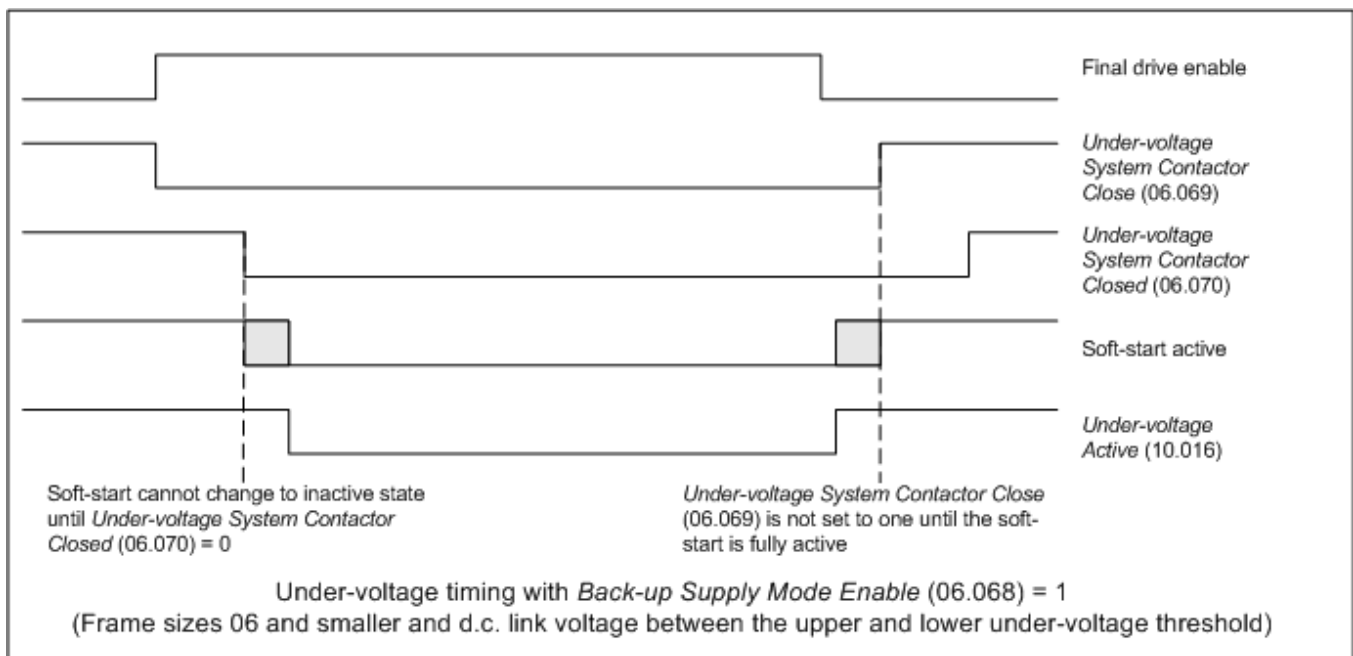 Final drive enable
Under-voltage
System Contactor
Close (06.069)
Under-voltage
System Contactor
Closed (06.070)
Soft-start active
Under-voltage
Active (10.016)
Soft-start cannot change to inactive state
until Under-voltage System Contactor
Closed (06.070) = 0
Under-voltage System Contactor Close
(06.069) is not set to one until the soft-
start is fully active
Under-voltage timing with Back-up Supply Mode Enable (06.068) = 1
(Frame sizes 06 and smaller and d.c. link voltage between the upper and lower under-voltage threshold)